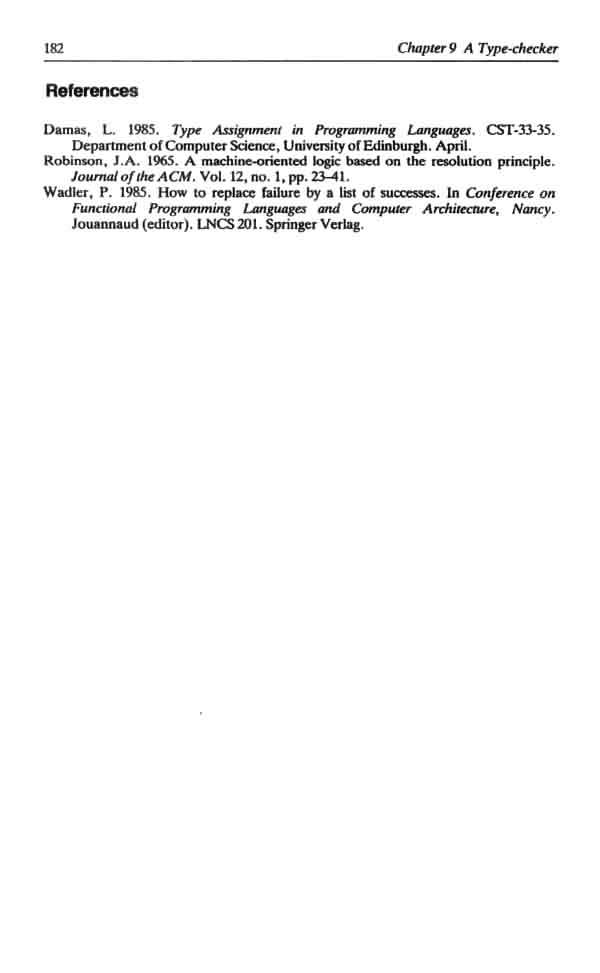 182 Chapter 9 A Type-checker
References
Damas, L. 1985. Type Assignment in Programming Languages. CST-33-35.
Department of Computer Science, University of Edinburgh. April.
Robinson, J.A. 1965. A machine-oriented logic based on the resolution principle.
Journal of the ACM. Vol. 12, no. 1, pp. 23–41.
Wadler, P. 1985. How to replace failure by a list of successes. In Conference on
Functional Programming Languages and Computer Architecture, Nancy.
Jouannaud (editor). LNCS 201. Springer Verlag.